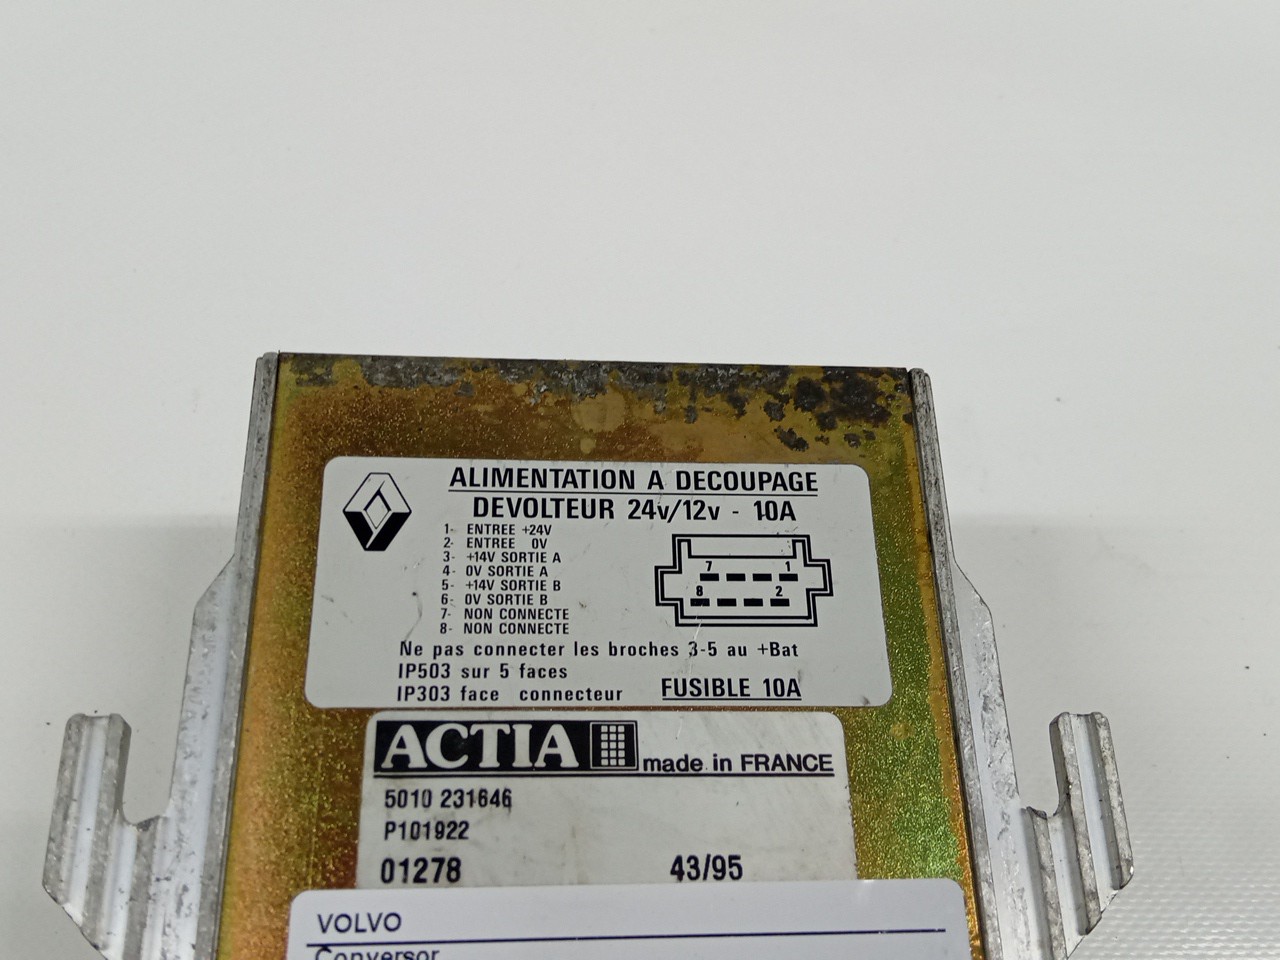 ALIMENTATION A DECOUPAGE
DEVOLTEUR 24v/12v - 10A
1- ENTREE +24V
2- ENTREE 0V
3- +14V SORTIE A
4- 0V SORTIE A
5- +14V SORTIE B
6- 0V SORTIE B
7- NON CONNECTE
8- NON CONNECTE
7 1
8 2
Ne pas connecter les broches 3-5 au +Bat
IP503 sur 5 faces
IP303 face connecteur FUSIBLE 10A
ACTIA made in FRANCE
5010 231646
P101922
01278 43/95
VOLVO
Conversor